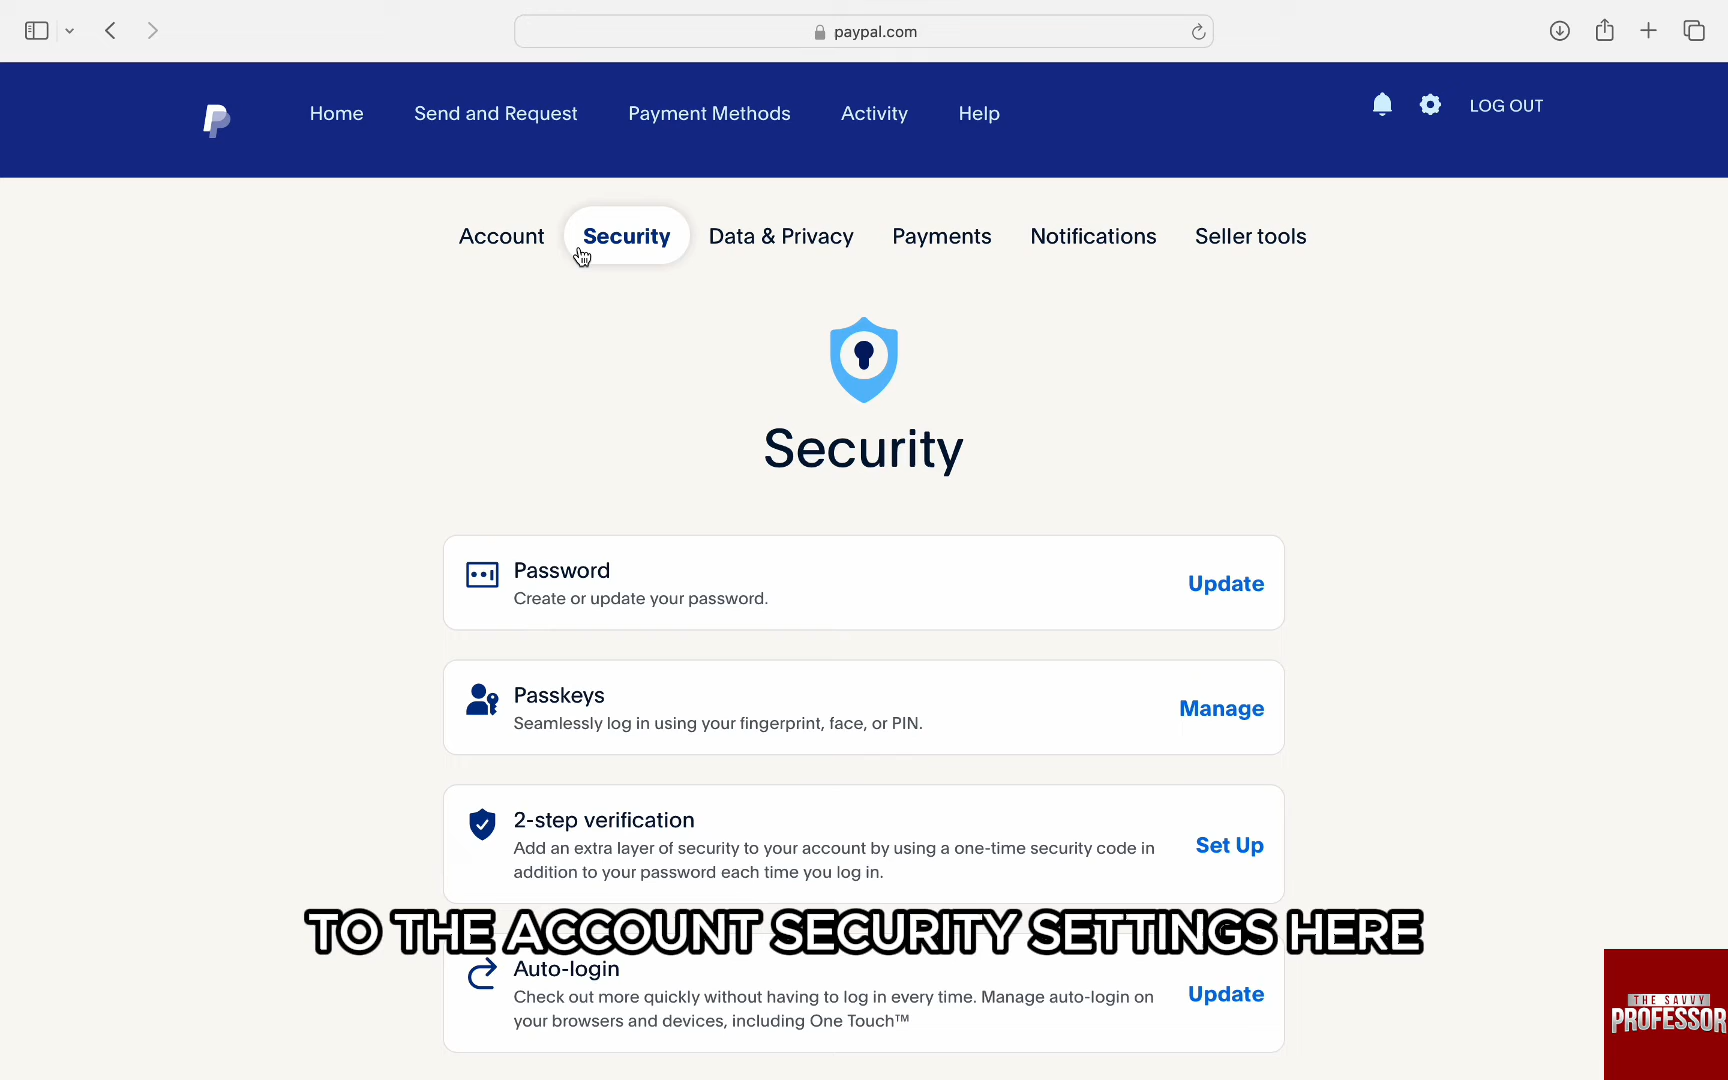 paypal.com
Home
Send and Request
Payment Methods
Activity
Help
LOG OUT
Account
Security
Data & Privacy
Payments
Notifications
Seller tools
Security
Password
Create or update your password.
Update
Passkeys
Seamlessly log in using your fingerprint, face, or PIN.
Manage
2-step verification
Add an extra layer of security to your account by using a one-time security code in
addition to your password each time you log in.
Set Up
TO THE ACCOUNT SECURITY SETTINGS HERE
Auto-login
Check out more quickly without having to log in every time. Manage auto-login on
your browsers and devices, including One Touch™
Update
THE SAVVY
PROFESSOR